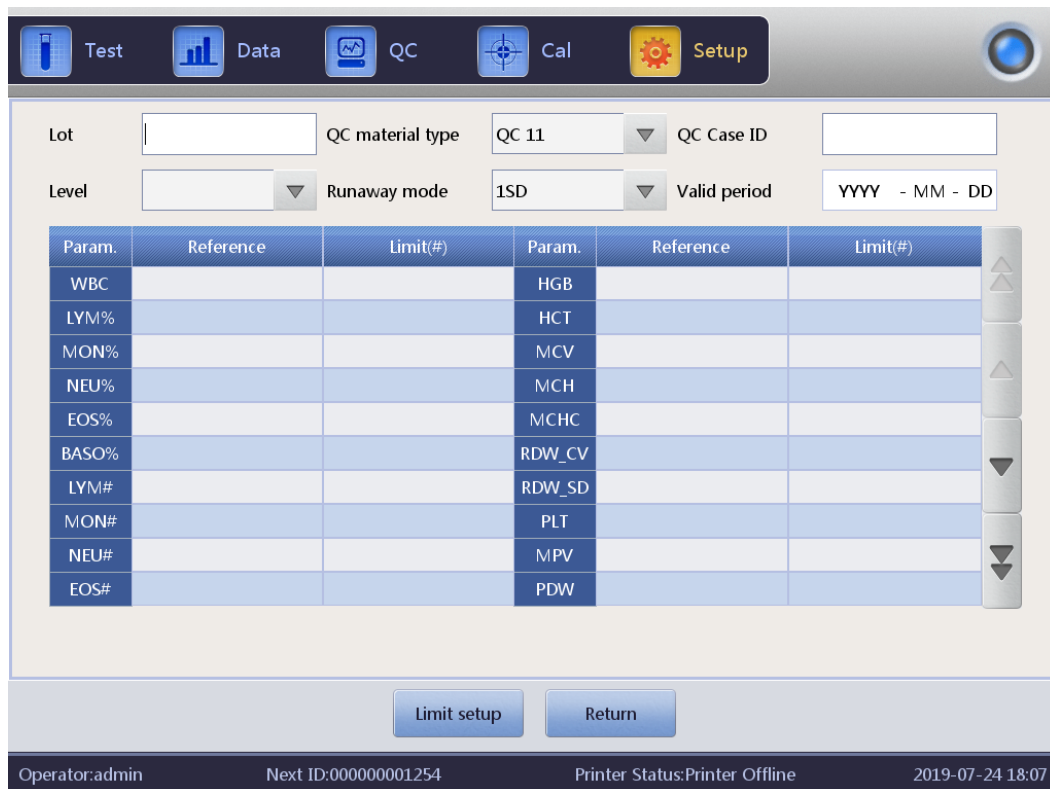 Test Data QC Cal Setup
Lot QC material type QC 11 QC Case ID
Level Runaway mode 1SD Valid period YYYY - MM - DD
Param. Reference Limit(#) Param. Reference Limit(#)
WBC HGB
LYM% HCT
MON% MCV
NEU% MCH
EOS% MCHC
BASO% RDW_CV
LYM# RDW_SD
MON# PLT
NEU# MPV
EOS# PDW
Limit setup Return
Operator:admin Next ID:000000001254 Printer Status:Printer Offline 2019-07-24 18:07